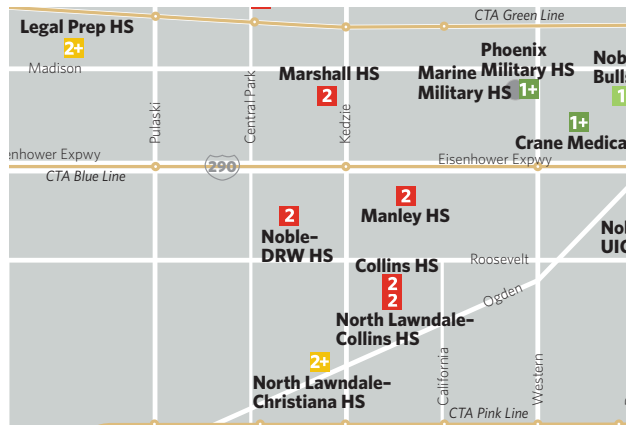 CTA Green Line
Legal Prep HS
2+
Madison
Phoenix
Military HS
1+
Marshall HS
2
Marine
Military HS
1+
Crane Medica
Pulaski
Central Park
Kedzie
enhower Expwy
290
Eisenhower Expwy
CTA Blue Line
2
Manley HS
2
Noble–
DRW HS
Collins HS
2
2
North Lawndale–
Collins HS
Roosevelt
Ogden
UIC
2+
North Lawndale–
Christiana HS
California
Western
CTA Pink Line